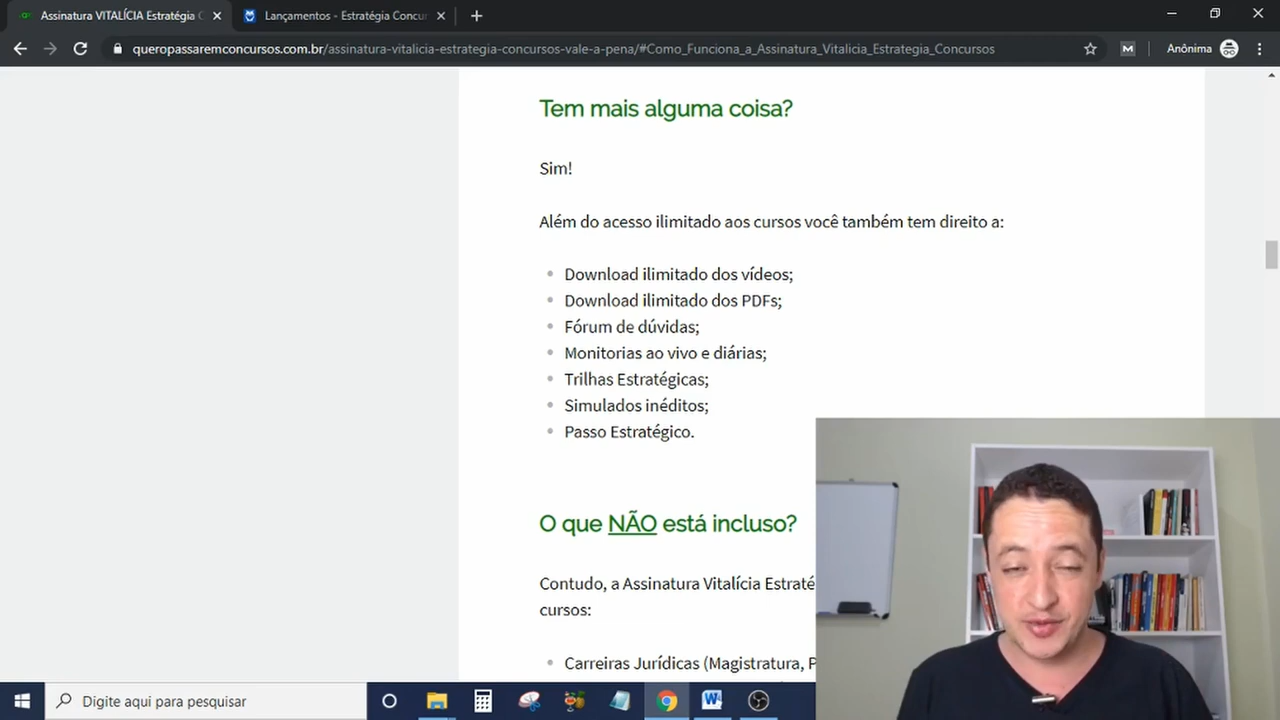 Assinatura VITALÍCIA Estratégia C
Lançamentos - Estratégia Concur
queropassaremconcursos.com.br/assinatura-vitalicia-estrategia-concursos-vale-a-pena/#Como_Funciona_a_Assinatura_Vitalicia_Estrategia_Concursos
Anônima
Tem mais alguma coisa?
Sim!
Além do acesso ilimitado aos cursos você também tem direito a:
Download ilimitado dos vídeos;
Download ilimitado dos PDFs;
Fórum de dúvidas;
Monitorias ao vivo e diárias;
Trilhas Estratégicas;
Simulados inéditos;
Passo Estratégico.
O que NÃO está incluso?
Contudo, a Assinatura Vitalícia Estraté
cursos:
Carreiras Jurídicas (Magistratura, P
Digite aqui para pesquisar